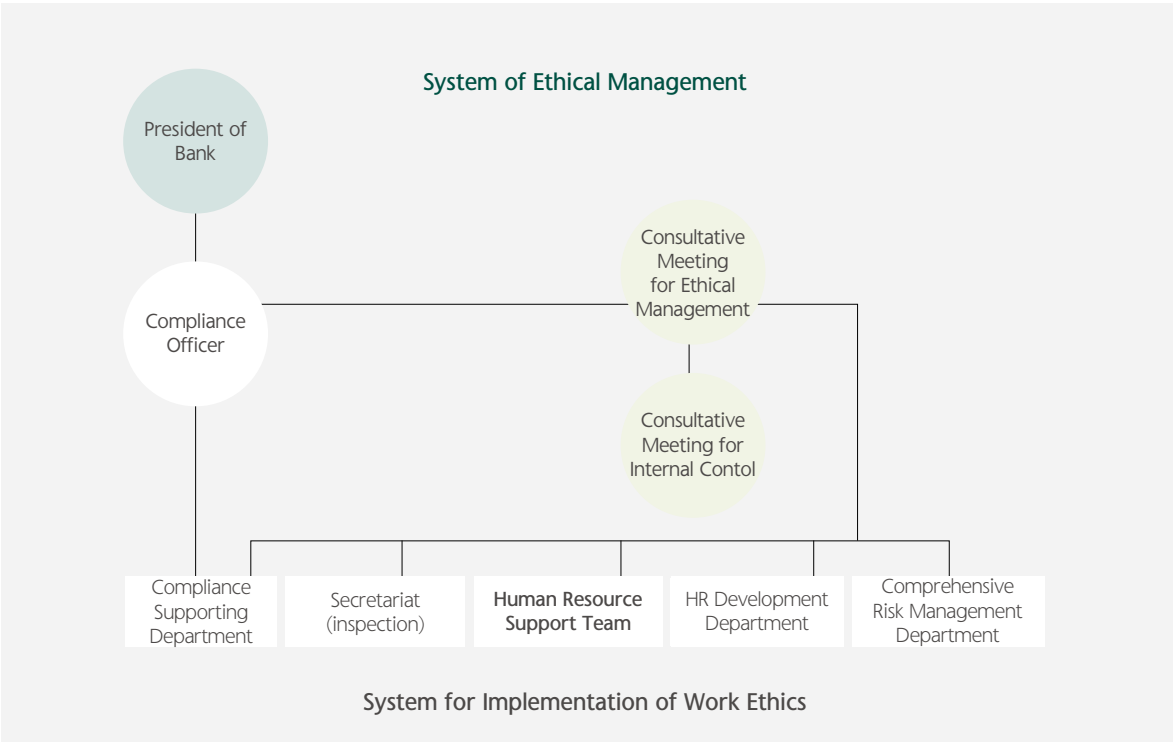 System of Ethical Management
President of
Bank
Consultative
Meeting
for Ethical
Management
Compliance
Officer
Consultative
Meeting for
Internal Contol
Compliance
Supporting
Department
Secretariat
(inspection)
Human Resource
Support Team
HR Development
Department
Comprehensive
Risk Management
Department
System for Implementation of Work Ethics